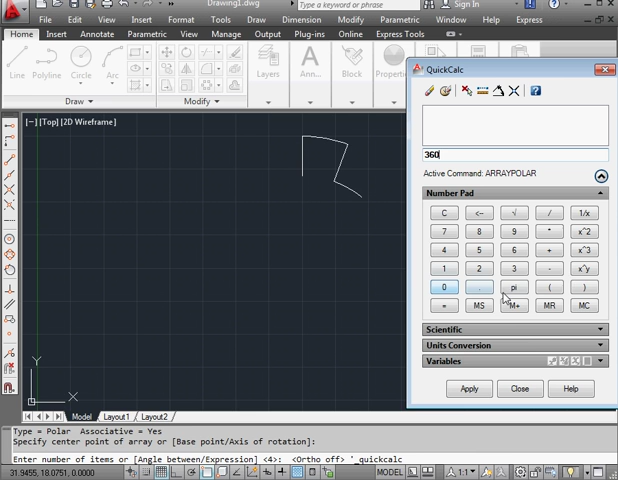 Drawing1.dwg
Type a keyword or phrase
Sign In
File Edit View Insert Format Tools Draw Dimension Modify Parametric Window Help Express
Home Insert Annotate Parametric View Manage Output Plug-ins Online Express Tools
Line Polyline Circle Arc Layers Ann... Block Properties
Draw Modify
[−] [Top] [2D Wireframe]
QuickCalc
360
Active Command: ARRAYPOLAR
Number Pad
C <-- √ / 1/x
7 8 9 * x^2
4 5 6 + x^3
1 2 3 - x^y
0 . pi ( )
= MS M+ MR MC
Scientific
Units Conversion
Variables
Apply Close Help
Y
X
Model Layout1 Layout2
Type = Polar Associative = Yes
Specify center point of array or [Base point/Axis of rotation]:
Enter number of items or [Angle between/Expression] <4>: <Ortho off> '_quickcalc
31.9455, 18.0751, 0.0000 MODEL 1:1